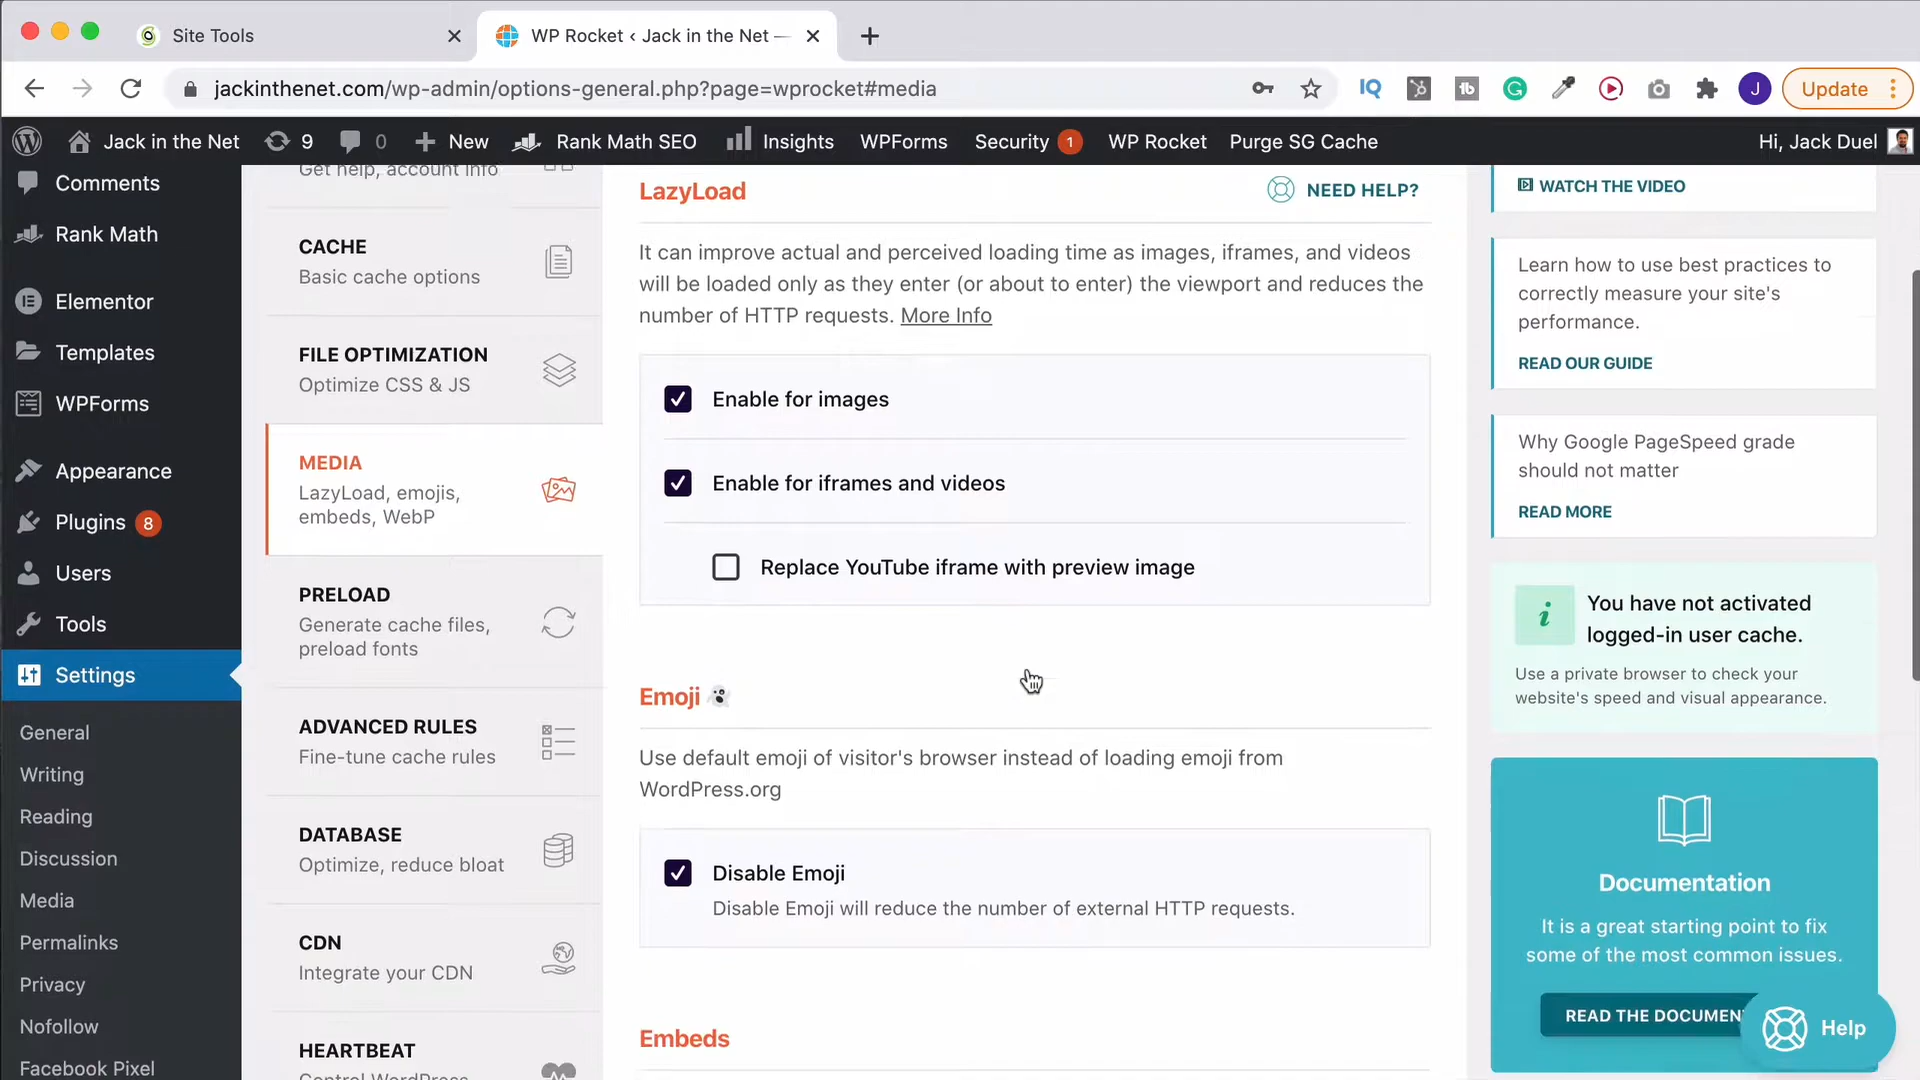 Site Tools
WP Rocket ‹ Jack in the Net —
jackinthenet.com/wp-admin/options-general.php?page=wprocket#media
IQ
tb
G
J
Update
Jack in the Net
9
0
New
Rank Math SEO
Insights
WPForms
Security 1
WP Rocket
Purge SG Cache
Hi, Jack Duel
Comments
Rank Math
Elementor
Templates
WPForms
Appearance
Plugins 8
Users
Tools
Settings
General
Writing
Reading
Discussion
Media
Permalinks
Privacy
Nofollow
Facebook Pixel
Get help, account info
CACHE
Basic cache options
FILE OPTIMIZATION
Optimize CSS & JS
MEDIA
LazyLoad, emojis,
embeds, WebP
PRELOAD
Generate cache files,
preload fonts
ADVANCED RULES
Fine-tune cache rules
DATABASE
Optimize, reduce bloat
CDN
Integrate your CDN
HEARTBEAT
Control WordPress
LazyLoad
NEED HELP?
It can improve actual and perceived loading time as images, iframes, and videos
will be loaded only as they enter (or about to enter) the viewport and reduces the
number of HTTP requests. More Info
Enable for images
Enable for iframes and videos
Replace YouTube iframe with preview image
Emoji
Use default emoji of visitor's browser instead of loading emoji from
WordPress.org
Disable Emoji
Disable Emoji will reduce the number of external HTTP requests.
Embeds
WATCH THE VIDEO
Learn how to use best practices to
correctly measure your site's
performance.
READ OUR GUIDE
Why Google PageSpeed grade
should not matter
READ MORE
i
You have not activated
logged-in user cache.
Use a private browser to check your
website's speed and visual appearance.
Documentation
It is a great starting point to fix
some of the most common issues.
READ THE DOCUMEN
Help